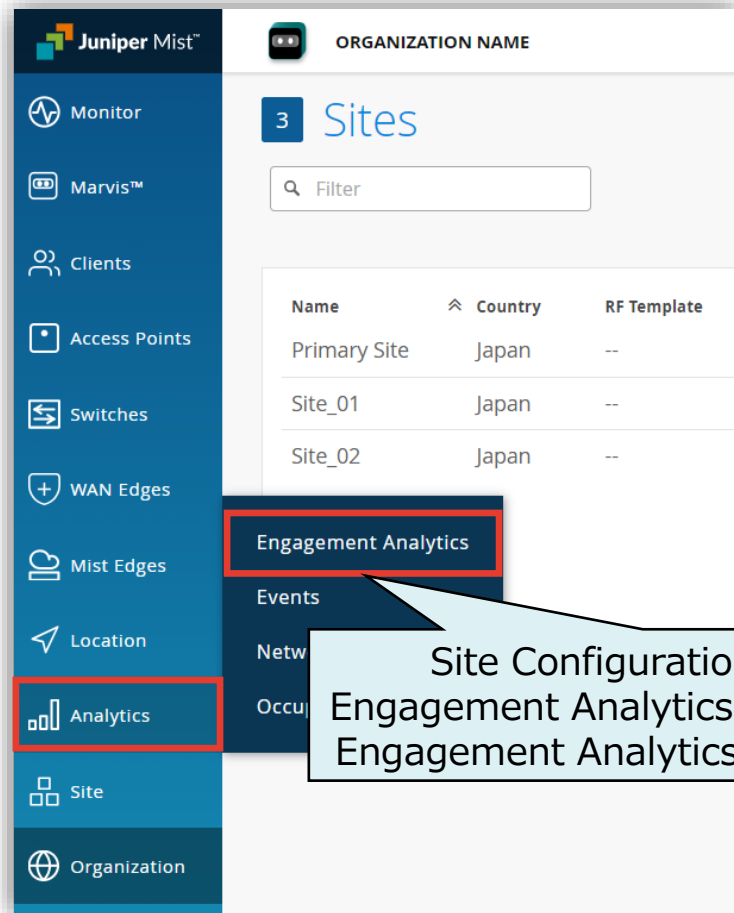 Juniper Mist™
ORGANIZATION NAME
Monitor
Marvis™
Clients
Access Points
Switches
WAN Edges
Mist Edges
Location
Analytics
Site
Organization
3 Sites
Filter
Name Country RF Template
Primary Site Japan --
Site_01 Japan --
Site_02 Japan --
Engagement Analytics
Events
Site Configuratio
Engagement Analytics
Engagement Analytics